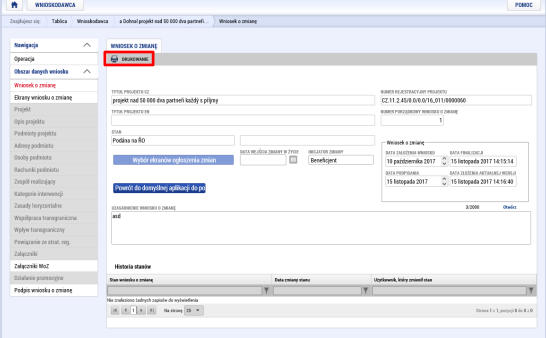 WNIOSKODAWCA POMOC
Znajdujesz się: Tablica Wnioskodawca a Dohnal projekt nad 50 000 dva partneři... Wniosek o zmianę
Nawigacja
Operacja
Obszar danych wniosku
Wniosek o zmianę
Ekrany wniosku o zmianę
Projekt
Opis projektu
Podmioty projektu
Adresy podmiotu
Osoby podmiotu
Rachunki podmiotu
Zespół realizujący
Kategorie interwencji
Zasady horyzontalne
Współpraca transgraniczna
Wpływ transgraniczny
Powiązanie ze strat. reg.
Załączniki
Załączniki WoZ
Działania promocyjne
Podpis wniosku o zmianę
WNIOSEK O ZMIANĘ
DRUKOWANIE
TYTUŁ PROJEKTU CZ
projekt nad 50 000 dva partneři každý s příjmy
NUMER REJESTRACYJNY PROJEKTU
CZ.11.2.45/0.0/0.0/16_011/0000060
TYTUŁ PROJEKTU EN
NUMER PORZĄDKOWY WNIOSKU O ZMIANĘ
1
STAN
Podána na ŘO
Wybór ekranów ogłoszenia zmian
DATA WEJŚCIA ZMIANY W ŻYCIE
INICJATOR ZMIANY
Beneficjent
Wniosek o zmianę
DATA ZAŁOŻENIA WNIOSKU DATA FINALIZACJI
10 października 2017 15 listopada 2017 14:15:14
DATA PODPISANIA DATA ZŁOŻENIA AKTUALNEJ WERSJI
15 listopada 2017 15 listopada 2017 14:16:40
Powrót do domyślnej aplikacji do po
UZASADNIENIE WNIOSKU O ZMIANĘ
3/2000 Otwórz
asd
Historia stanów
Stan wniosku o zmianę Data zmiany stanu Użytkownik, który zmienił stan
Nie znaleziono żadnych zapisów do wyświetlenia
1 Na stronę 25
Strona 1 z 1, pozycji 0 do 0 z 0